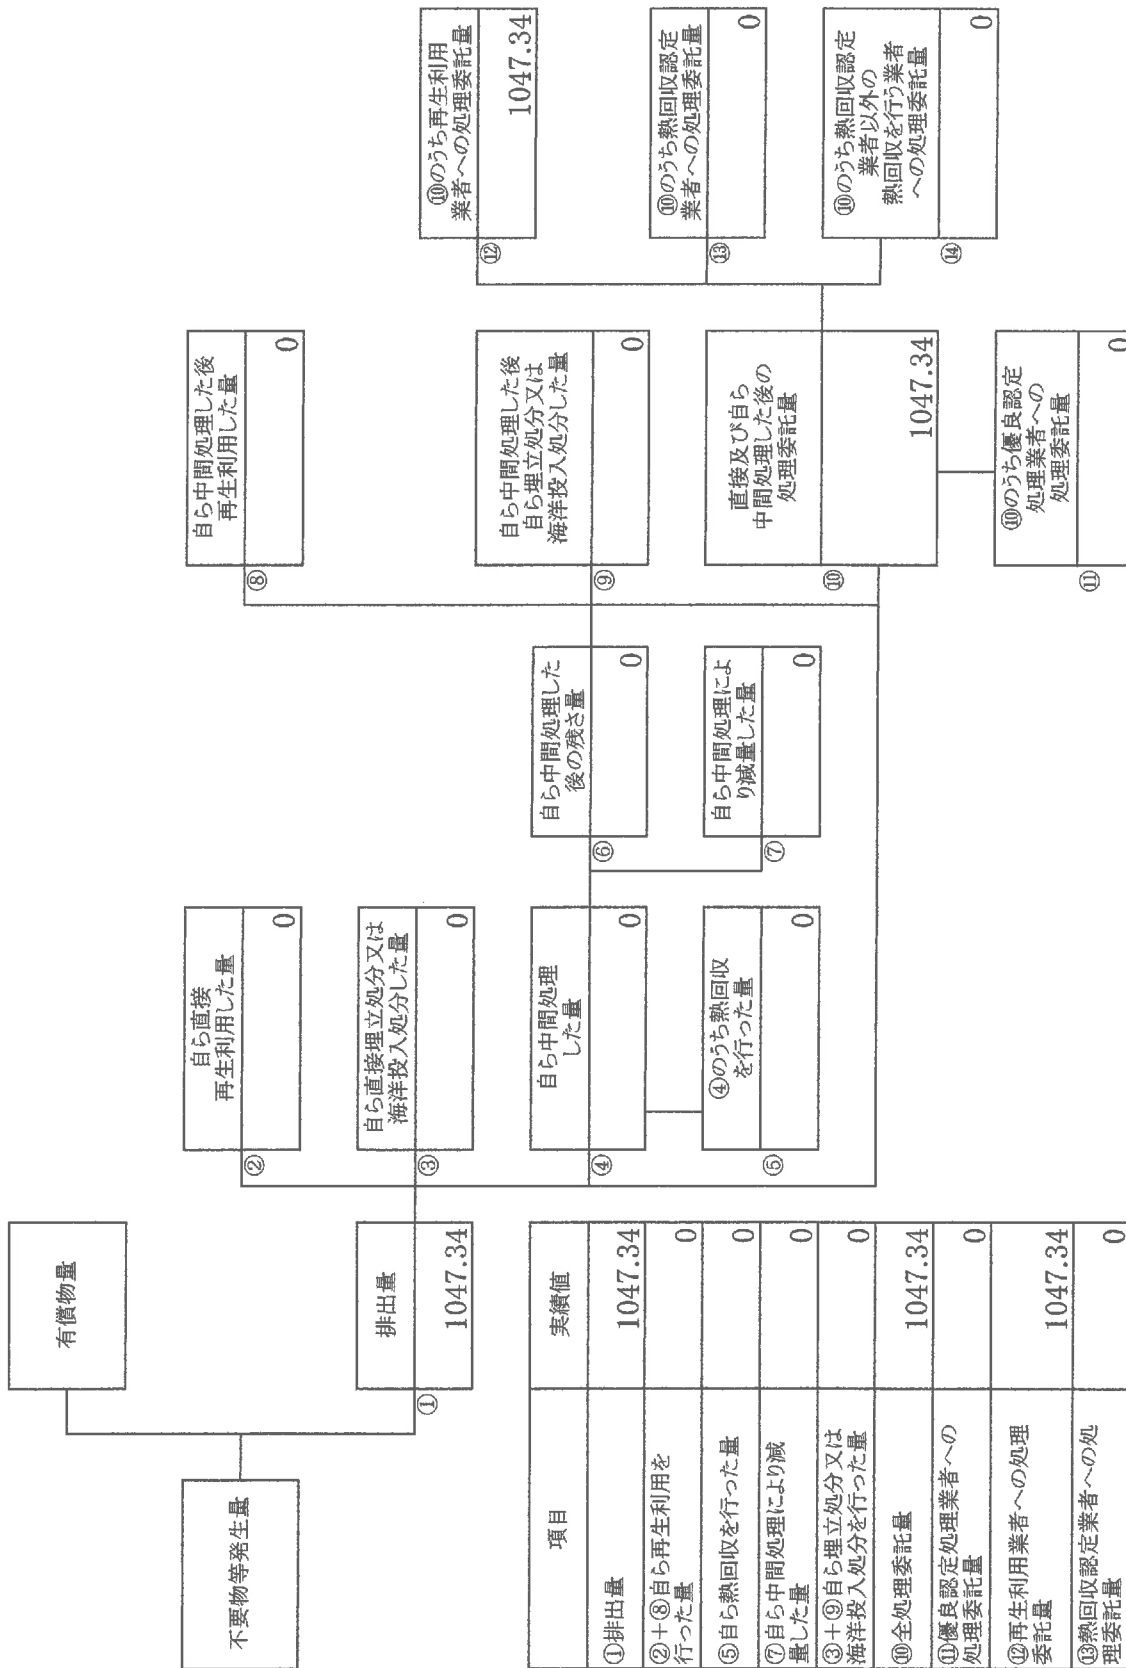 不要物等発生量
有償物量
排出量
①
1047.34
自ら直接
再生利用した量
②
0
自ら直接埋立処分又は
海洋投入処分した量
③
0
自ら中間処理
した量
④
0
④のうち熱回収
を行った量
⑤
0
自ら中間処理した
後の残さ量
⑥
0
自ら中間処理によ
り減量した量
⑦
0
自ら中間処理した後
再生利用した量
⑧
0
自ら中間処理した後
自ら埋立処分又は
海洋投入処分した量
⑨
0
直接及び自ら
中間処理した後の
処理委託量
⑩
1047.34
⑩のうち優良認定
処理業者への
処理委託量
⑪
0
⑩のうち再生利用
業者への処理委託量
⑫
1047.34
⑩のうち熱回収認定
業者への処理委託量
⑬
0
⑩のうち熱回収認定
業者以外の
熱回収を行う業者
への処理委託量
⑭
0
項目 実績値
①排出量 1047.34
②+⑧自ら再生利用を
行った量 0
⑤自ら熱回収を行った量 0
⑦自ら中間処理により減
量した量 0
③+⑨自ら埋立処分又は
海洋投入処分を行った量 0
⑩全処理委託量 1047.34
⑪優良認定処理業者への
処理委託量 0
⑫再生利用業者への処理
委託量 1047.34
⑬熱回収認定業者への処
理委託量 0